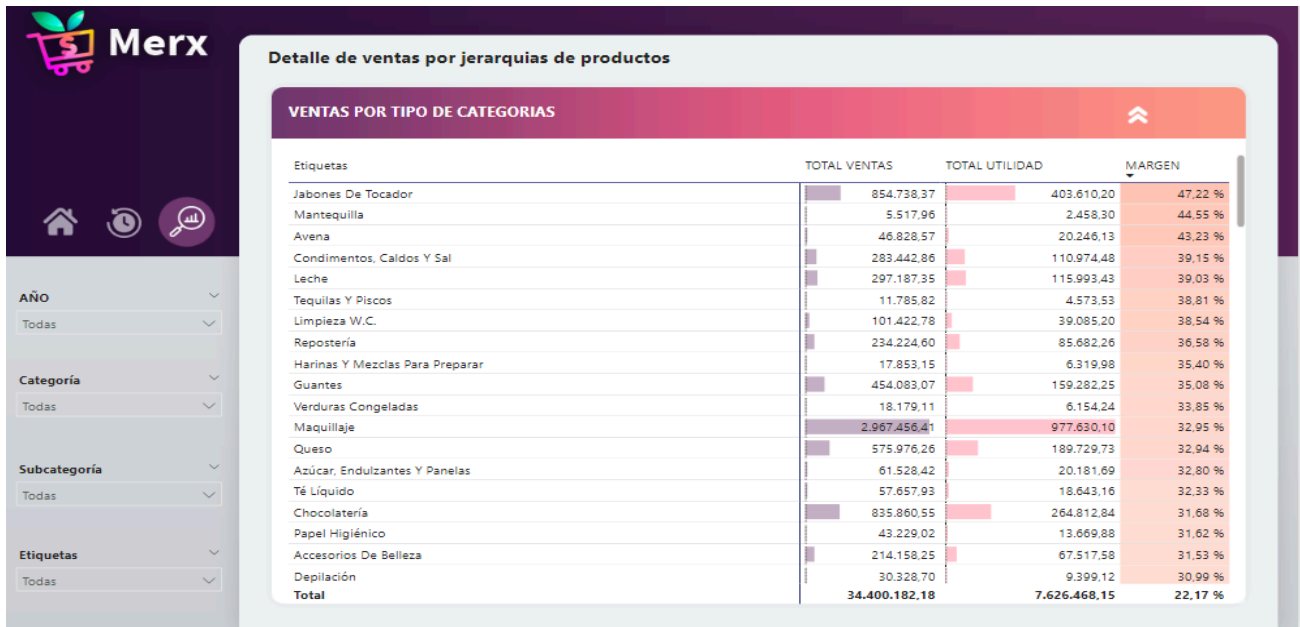 Merx
Detalle de ventas por jerarquias de productos
VENTAS POR TIPO DE CATEGORIAS
Etiquetas TOTAL VENTAS TOTAL UTILIDAD MARGEN
Jabones De Tocador 854.738,37 403.610,20 47,22 %
Mantequilla 5.517,96 2.458,30 44,55 %
Avena 46.828,57 20.246,13 43,23 %
Condimentos, Caldos Y Sal 283.442,86 110.974,48 39,15 %
Leche 297.187,35 115.993,43 39,03 %
Tequilas Y Piscos 11.785,82 4.573,53 38,81 %
Limpieza W.C. 101.422,78 39.085,20 38,54 %
Repostería 234.224,60 85.682,26 36,58 %
Harinas Y Mezclas Para Preparar 17.853,15 6.319,98 35,40 %
Guantes 454.083,07 159.282,25 35,08 %
Verduras Congeladas 18.179,11 6.154,24 33,85 %
Maquillaje 2.967.456,41 977.630,10 32,95 %
Queso 575.976,26 189.729,73 32,94 %
Azúcar, Endulzantes Y Panelas 61.528,42 20.181,69 32,80 %
Té Líquido 57.657,93 18.643,16 32,33 %
Chocolatería 835.860,55 264.812,84 31,68 %
Papel Higiénico 43.229,02 13.669,88 31,62 %
Accesorios De Belleza 214.158,25 67.517,58 31,53 %
Depilación 30.328,70 9.399,12 30,99 %
Total 34.400.182,18 7.626.468,15 22,17 %
AÑO
Todas
Categoría
Todas
Subcategoría
Todas
Etiquetas
Todas